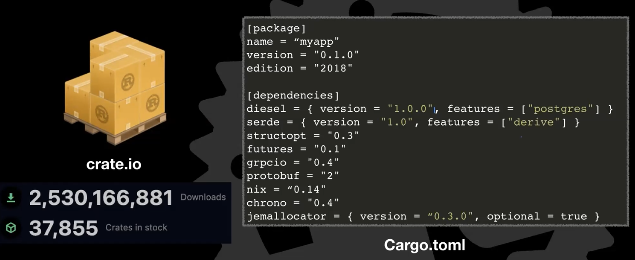 crate.io
2,530,166,881 Downloads
37,855 Crates in stock
[package]
name = “myapp"
version = "0.1.0"
edition = "2018"
[dependencies]
diesel = { version = "1.0.0", features = ["postgres"] }
serde = { version = "1.0", features = ["derive"] }
structopt = "0.3"
futures = "0.1"
grpcio = "0.4"
protobuf = "2"
nix = “0.14"
chrono = "0.4"
jemallocator = { version = “0.3.0", optional = true }
Cargo.toml